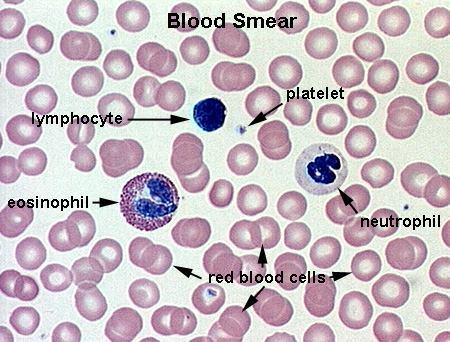 Blood Smear
platelet
lymphocyte
eosinophil
neutrophil
red blood cells